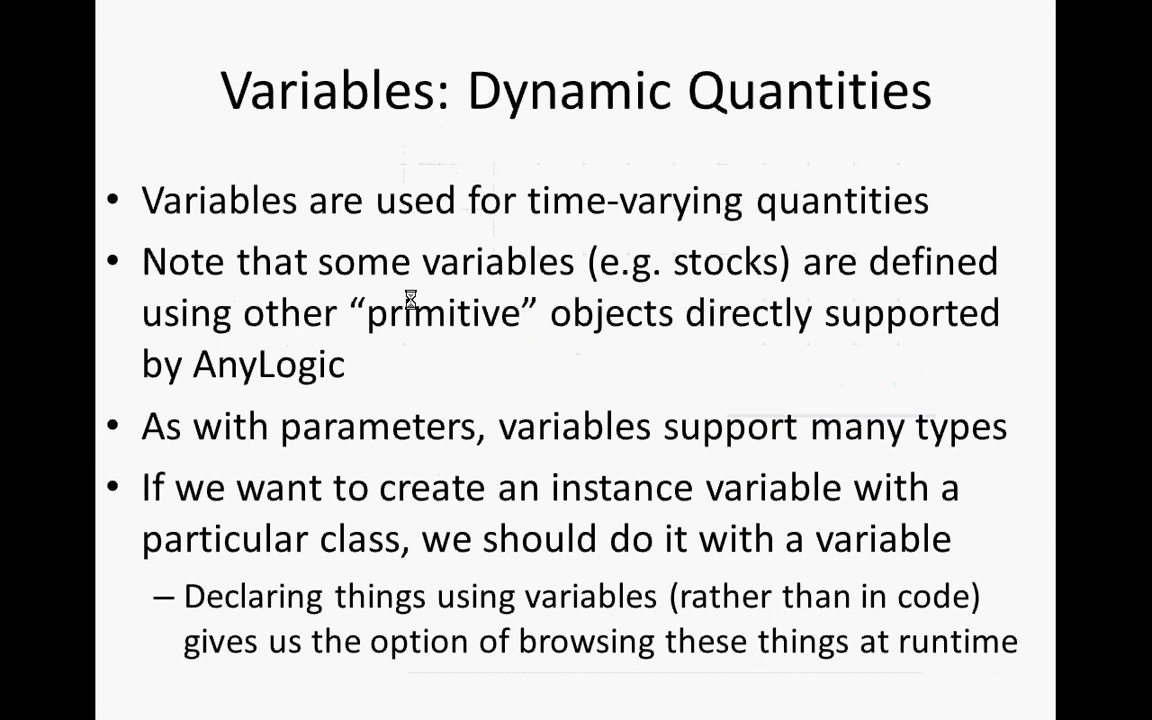 Variables: Dynamic Quantities
• Variables are used for time-varying quantities
• Note that some variables (e.g. stocks) are defined
using other “primitive” objects directly supported
by AnyLogic
• As with parameters, variables support many types
• If we want to create an instance variable with a
particular class, we should do it with a variable
– Declaring things using variables (rather than in code)
gives us the option of browsing these things at runtime